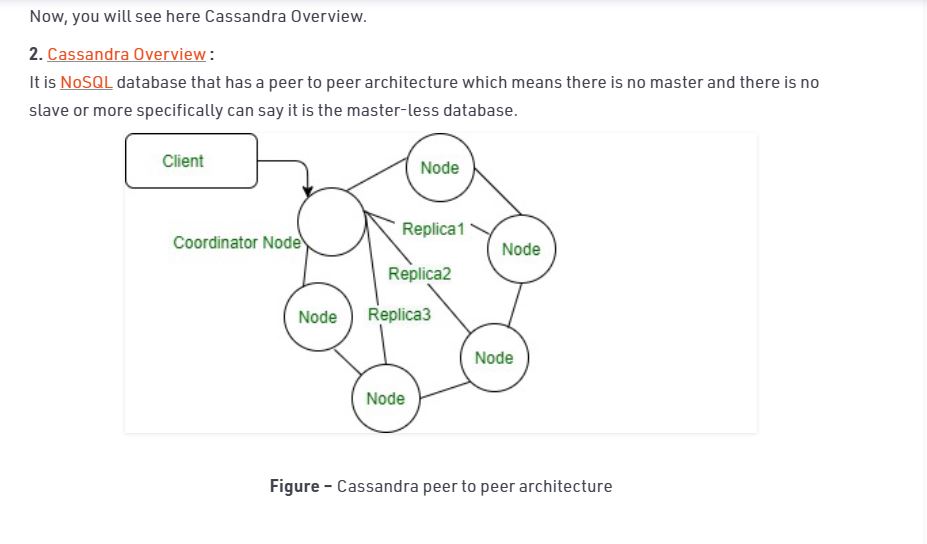 Now, you will see here Cassandra Overview.
2. Cassandra Overview :
It is NoSQL database that has a peer to peer architecture which means there is no master and there is no
slave or more specifically can say it is the master-less database.
Client
Node
Replica1
Coordinator Node
Node
Replica2
Node
Replica3
Node
Node
Figure – Cassandra peer to peer architecture